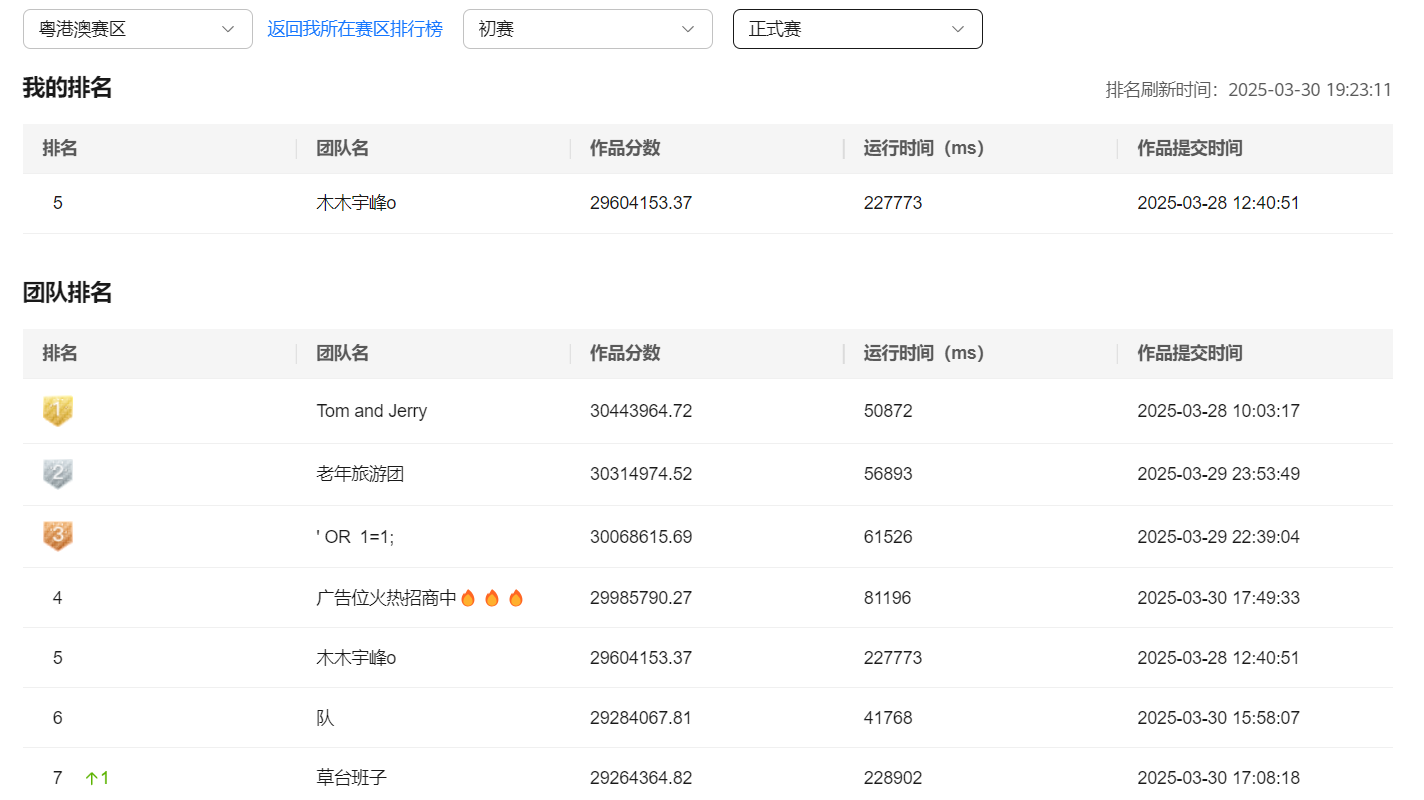 粤港澳赛区 返回我所在赛区排行榜 初赛 正式赛
我的排名 排名刷新时间：2025-03-30 19:23:11
排名 团队名 作品分数 运行时间（ms） 作品提交时间
5 木木宇峰o 29604153.37 227773 2025-03-28 12:40:51
团队排名
排名 团队名 作品分数 运行时间（ms） 作品提交时间
1 Tom and Jerry 30443964.72 50872 2025-03-28 10:03:17
2 老年旅游团 30314974.52 56893 2025-03-29 23:53:49
3 ' OR 1=1; 30068615.69 61526 2025-03-29 22:39:04
4 广告位火热招商中🔥🔥🔥 29985790.27 81196 2025-03-30 17:49:33
5 木木宇峰o 29604153.37 227773 2025-03-28 12:40:51
6 队 29284067.81 41768 2025-03-30 15:58:07
7 ↑1 草台班子 29264364.82 228902 2025-03-30 17:08:18